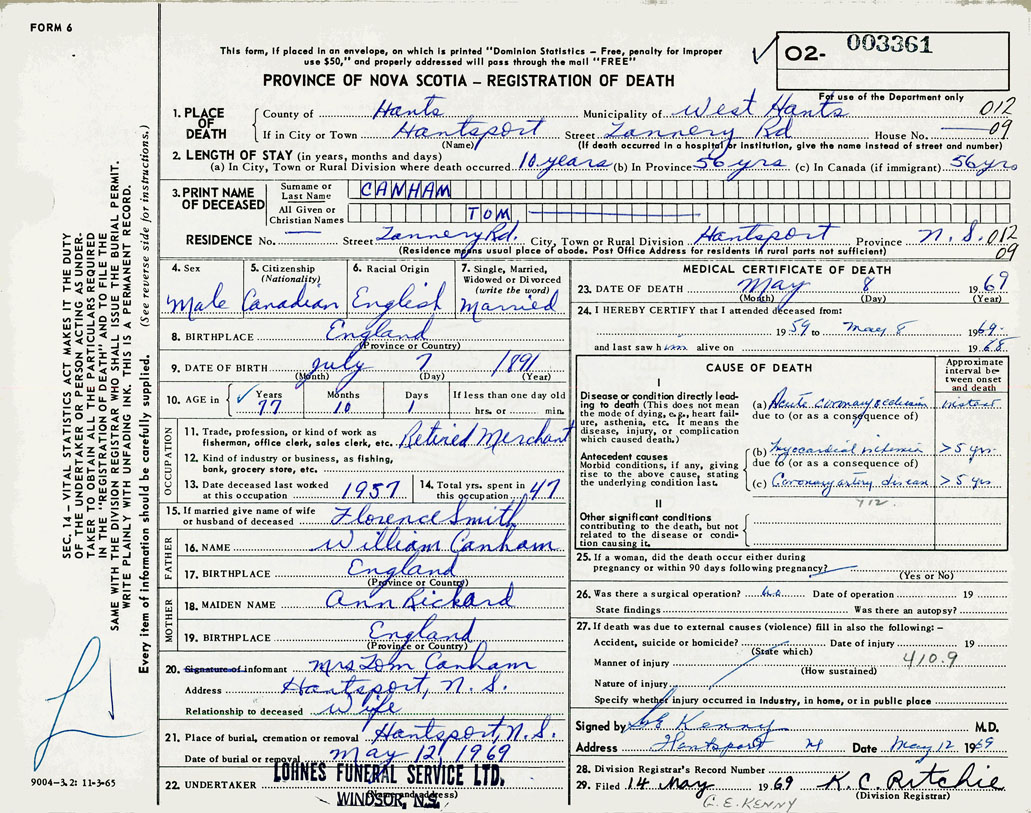 FORM 6
This form, if placed in an envelope, on which is printed "Dominion Statistics – Free, penalty for improper
use $50," and properly addressed will pass through the mail "FREE"
PROVINCE OF NOVA SCOTIA – REGISTRATION OF DEATH
02- 003361
For use of the Department only
1. PLACE OF DEATH
County of Hants Municipality of West Hants 012
If in City or Town Hantsport Street Tannery Rd House No. — 09
(Name) (If death occurred in a hospital or institution, give the name instead of street and number)
2. LENGTH OF STAY (in years, months and days)
(a) In City, Town or Rural Division where death occurred 10 years (b) In Province 56 yrs (c) In Canada (if immigrant) 56 yrs
3. PRINT NAME OF DECEASED
Surname or Last Name CANHAM
All Given or Christian Names TOM
RESIDENCE No. — Street Tannery Rd. City, Town or Rural Division Hantsport Province N.S. 012
(Residence means usual place of abode. Post Office Address for residents in rural parts not sufficient) 09
4. Sex
Male
5. Citizenship
(Nationality)
Canadian
6. Racial Origin
English
7. Single, Married,
Widowed or Divorced
(write the word)
Married
8. BIRTHPLACE England
(Province or Country)
9. DATE OF BIRTH July 7 1891
(Month) (Day) (Year)
10. AGE in Years Months Days If less than one day old
77 10 1 hrs. or min.
OCCUPATION
11. Trade, profession, or kind of work as
fisherman, office clerk, sales clerk, etc. Retired Merchant
12. Kind of industry or business, as fishing,
bank, grocery store, etc.
13. Date deceased last worked
at this occupation 1957
14. Total yrs. spent in
this occupation 47
15. If married give name of wife
or husband of deceased Florence Smith
FATHER
16. NAME William Canham
17. BIRTHPLACE England
(Province or Country)
MOTHER
18. MAIDEN NAME Ann Rickard
19. BIRTHPLACE England
(Province or Country)
20. Signature of informant Mrs Tom Canham
Address Hantsport, N.S.
Relationship to deceased Wife
21. Place of burial, cremation or removal Hantsport, N.S.
Date of burial or removal May 12, 1969
22. UNDERTAKER LOHNES FUNERAL SERVICE LTD.
(Name and address)
WINDSOR, N.S.
MEDICAL CERTIFICATE OF DEATH
23. DATE OF DEATH May 8 1969
(Month) (Day) (Year)
24. I HEREBY CERTIFY that I attended deceased from:
1959 to May 8 1969
and last saw him alive on 1968
CAUSE OF DEATH
Approximate
interval be-
tween onset
and death
I
Disease or condition directly lead-
ing to death (This does not mean
the mode of dying, e.g., heart fail-
ure, asthenia, etc. It means the
disease, injury, or complication
which caused death.)
(a) Acute coronary occlusion instant
due to (or as a consequence of)
Antecedent causes
Morbid conditions, if any, giving
rise to the above cause, stating
the underlying condition last.
(b) Myocardial ischemia >5 yrs.
due to (or as a consequence of)
(c) Coronary artery disease >5 yrs
II
Other significant conditions
contributing to the death, but not
related to the disease or condi-
tion causing it.
25. If a woman, did the death occur either during
pregnancy or within 90 days following pregnancy?
(Yes or No)
26. Was there a surgical operation? no Date of operation 19
State findings Was there an autopsy?
27. If death was due to external causes (violence) fill in also the following: –
Accident, suicide or homicide? Date of injury 19
(State which)
Manner of injury 410.9
(How sustained)
Nature of injury
Specify whether injury occurred in industry, in home, or in public place
Signed by G E Kenny M.D.
Address Hantsport Date May 12 1969
28. Division Registrar's Record Number
29. Filed 14 May 1969 K. C. Ritchie
(Division Registrar)
G. E. KENNY
SEC. 14 – VITAL STATISTICS ACT MAKES IT THE DUTY
OF THE UNDERTAKER OR PERSON ACTING AS UNDER-
TAKER TO OBTAIN ALL THE PARTICULARS REQUIRED
IN THE "REGISTRATION OF DEATH" AND TO FILE THE
SAME WITH THE DIVISION REGISTRAR WHO SHALL ISSUE THE BURIAL PERMIT.
WRITE PLAINLY WITH UNFADING INK. THIS IS A PERMANENT RECORD.
Every item of information should be carefully supplied. (See reverse side for instructions.)
9004–3.2: 11-3-65